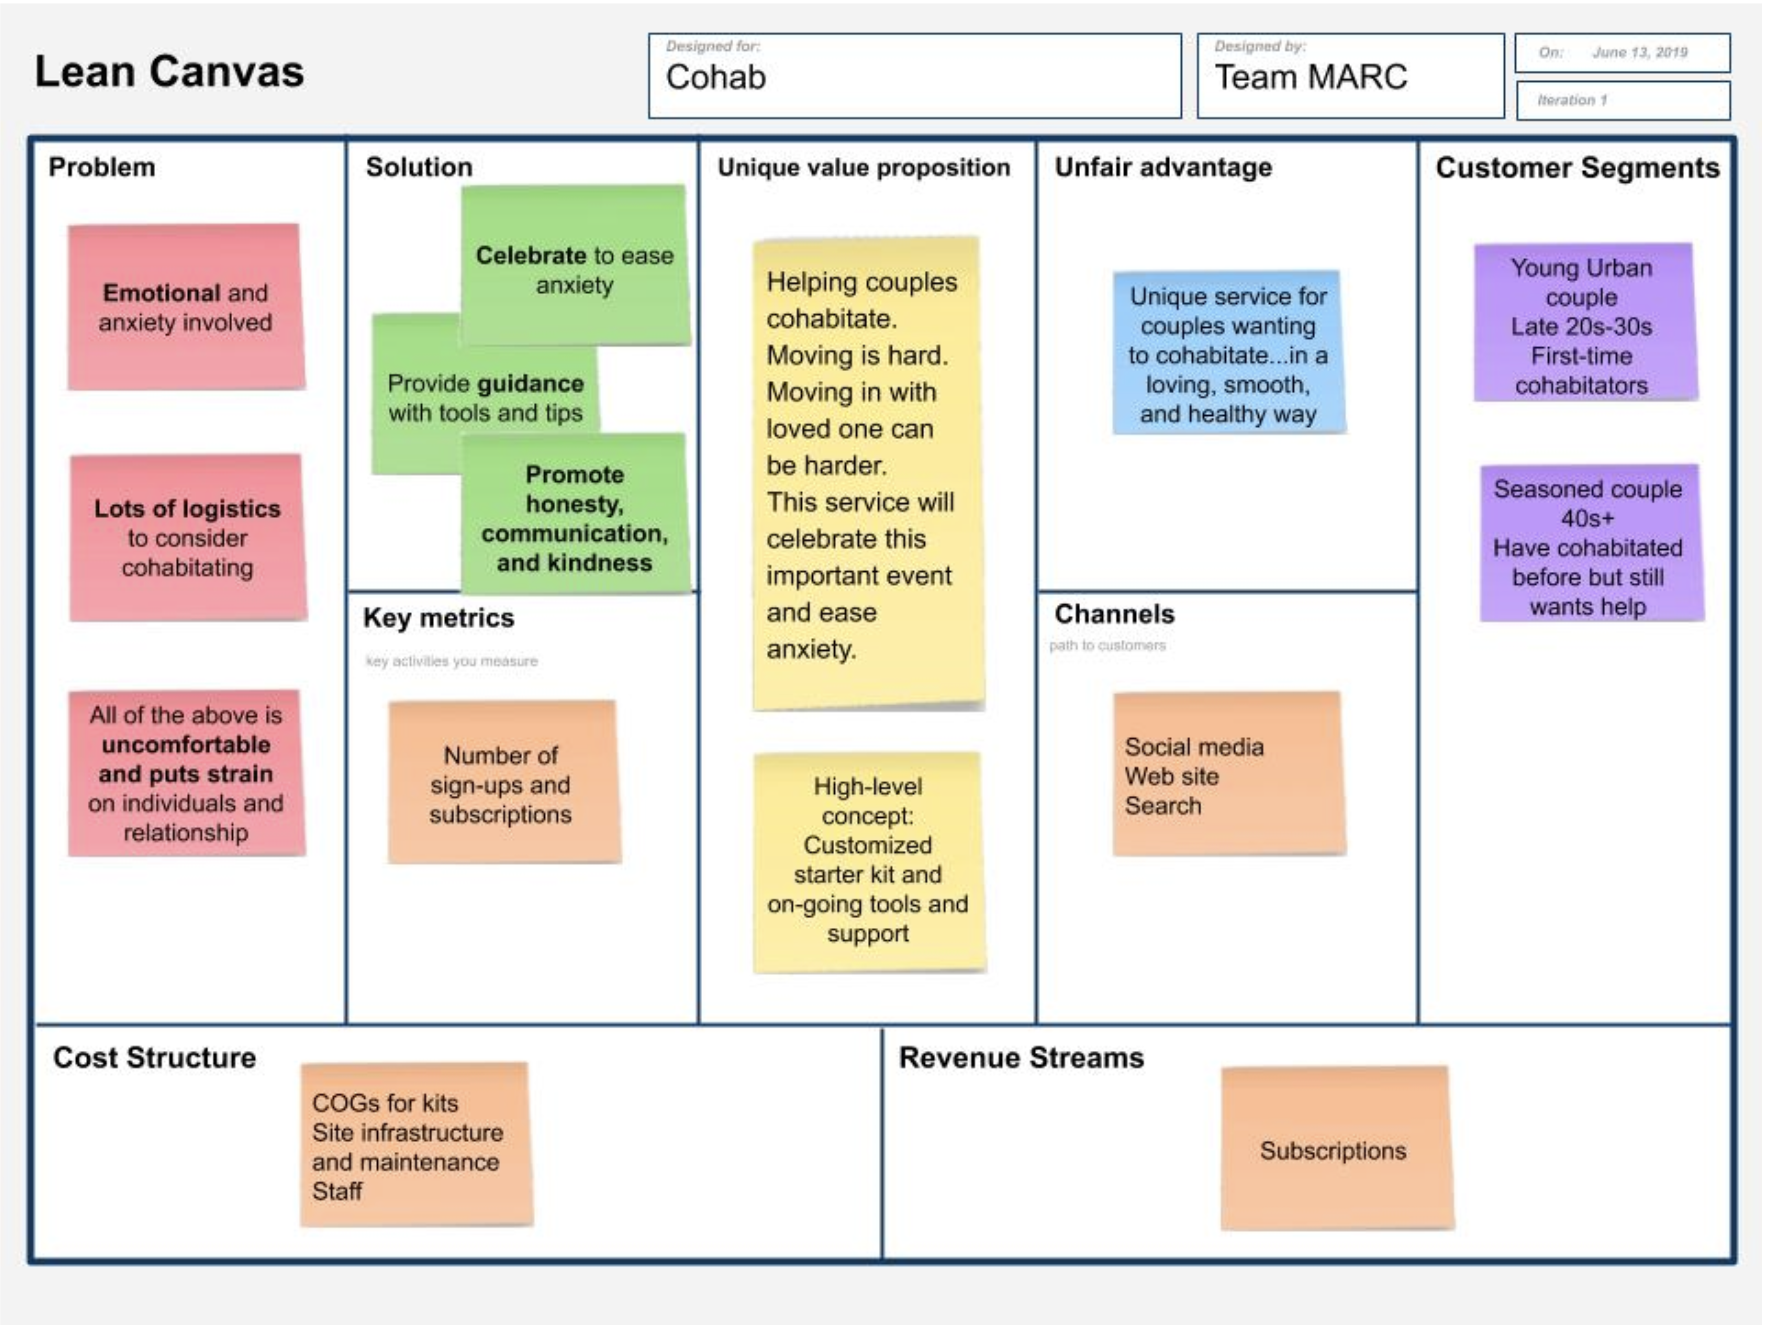 Lean Canvas
Designed for:
Cohab
Designed by:
Team MARC
On: June 13, 2019
Iteration 1
Problem
Emotional and
anxiety involved
Lots of logistics
to consider
cohabitating
All of the above is
uncomfortable
and puts strain
on individuals and
relationship
Solution
Celebrate to ease
anxiety
Provide guidance
with tools and tips
Promote
honesty,
communication,
and kindness
Key metrics
key activities you measure
Number of
sign-ups and
subscriptions
Unique value proposition
Helping couples
cohabitate.
Moving is hard.
Moving in with
loved one can
be harder.
This service will
celebrate this
important event
and ease
anxiety.
High-level
concept:
Customized
starter kit and
on-going tools and
support
Unfair advantage
Unique service for
couples wanting
to cohabitate...in a
loving, smooth,
and healthy way
Channels
path to customers
Social media
Web site
Search
Customer Segments
Young Urban
couple
Late 20s-30s
First-time
cohabitators
Seasoned couple
40s+
Have cohabitated
before but still
wants help
Cost Structure
COGs for kits
Site infrastructure
and maintenance
Staff
Revenue Streams
Subscriptions